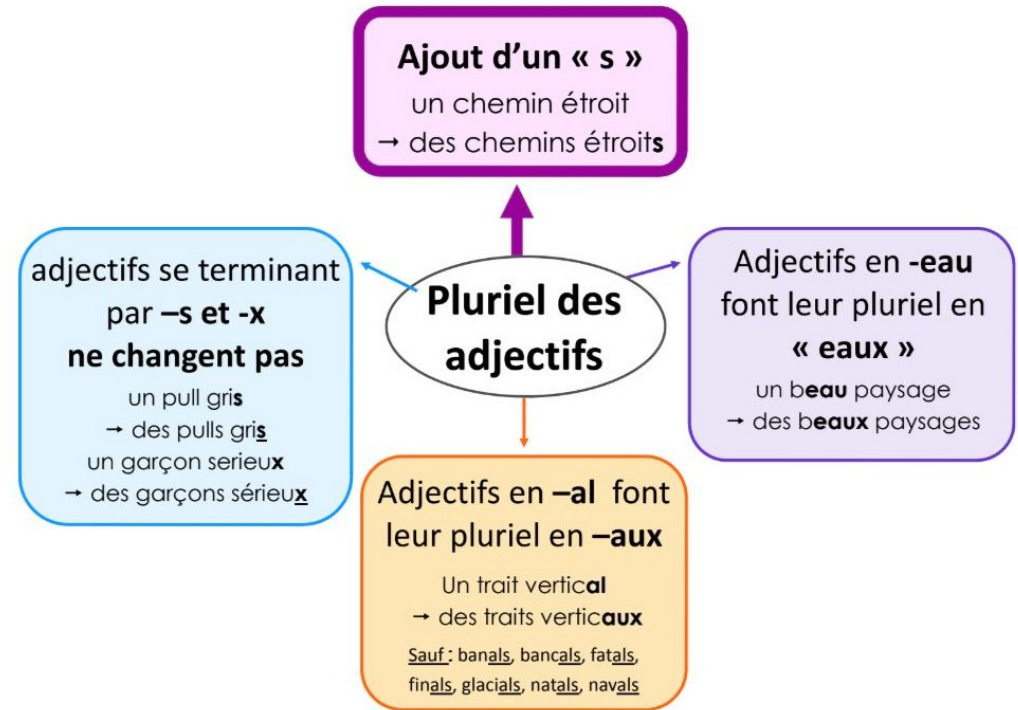 Ajout d’un « s »
un chemin étroit
→ des chemins étroits
adjectifs se terminant
par –s et -x
ne changent pas
un pull gris
→ des pulls gris
un garçon serieux
→ des garçons sérieux
Pluriel des
adjectifs
Adjectifs en -eau
font leur pluriel en
« eaux »
un beau paysage
→ des beaux paysages
Adjectifs en –al font
leur pluriel en –aux
Un trait vertical
→ des traits verticaux
Sauf : banals, bancals, fatals,
finals, glacials, natals, navals